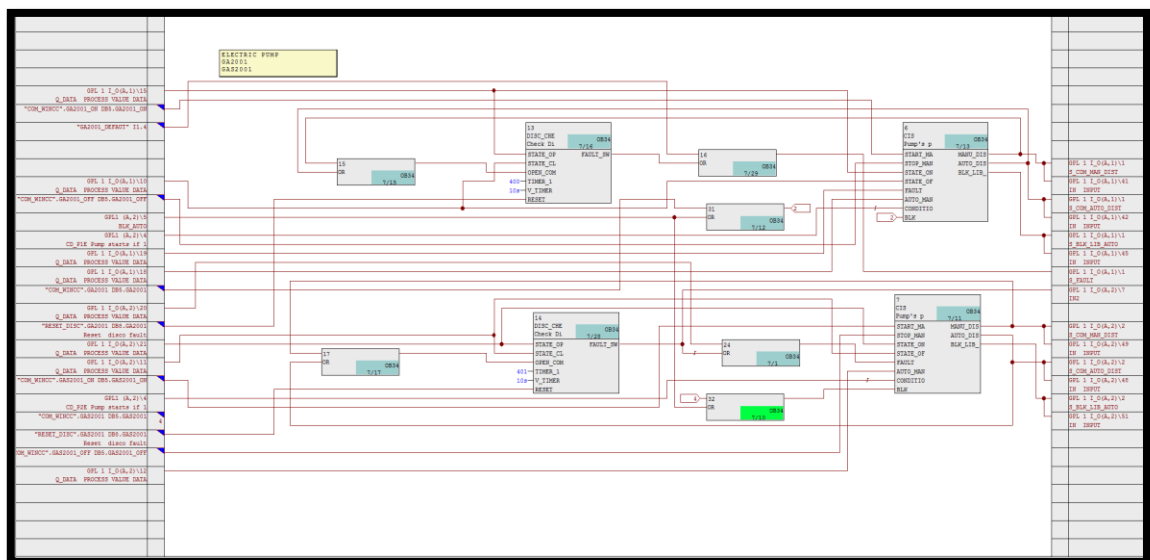 ELECTRIC PUMP
GA2001
GAS2001
GPL 1 I_O(A,1)\15
Q_DATA PROCESS VALUE DATA
"COM_WINCC".GA2001_ON DB5.GA2001_ON
"GA2001_DEFAUT" I1.4
GPL 1 I_O(A,1)\10
Q_DATA PROCESS VALUE DATA
"COM_WINCC".GA2001_OFF DB5.GA2001_OFF
GPL1 (A,2)\5
BLK_AUTO
GPL1 (A,2)\4
CD_P1E Pump starts if 1
GPL 1 I_O(A,1)\19
Q_DATA PROCESS VALUE DATA
GPL 1 I_O(A,1)\18
Q_DATA PROCESS VALUE DATA
"COM_WINCC".GA2001 DB5.GA2001
GPL 1 I_O(A,2)\20
Q_DATA PROCESS VALUE DATA
"RESET_DISC".GA2001 DB6.GA2001
Reset disco fault
GPL 1 I_O(A,2)\21
Q_DATA PROCESS VALUE DATA
GPL 1 I_O(A,2)\11
Q_DATA PROCESS VALUE DATA
"COM_WINCC".GAS2001_ON DB5.GAS2001_ON
GPL1 (A,2)\4
CD_P2E Pump starts if 1
"COM_WINCC".GAS2001 DB5.GAS2001
4
"RESET_DISC".GAS2001 DB6.GAS2001
Reset disco fault
COM_WINCC".GAS2001_OFF DB5.GAS2001_OFF
GPL 1 I_O(A,2)\12
Q_DATA PROCESS VALUE DATA
15
OR
OB34
7/15
13
DISC_CHE
Check Di
OB34
7/16
STATE_OP FAULT_SW
STATE_CL
OPEN_COM
400 TIMER_1
10s V_TIMER
RESET
16
OR
OB34
7/29
31
OR
OB34
7/12
2
6
CIS
Pump's p
OB34
7/13
START_MA MANU_DIS
STOP_MAN AUTO_DIS
STATE_ON BLK_LIB_
STATE_OF
FAULT
AUTO_MAN
CONDITIO
2 BLK
17
OR
OB34
7/17
14
DISC_CHE
Check Di
OB34
7/28
STATE_OP FAULT_SW
STATE_CL
OPEN_COM
401 TIMER_1
10s V_TIMER
RESET
24
OR
OB34
7/1
4
32
OR
OB34
7/10
7
CIS
Pump's p
OB34
7/11
START_MA MANU_DIS
STOP_MAN AUTO_DIS
STATE_ON BLK_LIB_
STATE_OF
FAULT
AUTO_MAN
CONDITIO
BLK
GPL 1 I_O(A,1)\1
S_COM_MAN_DIST
GPL 1 I_O(A,1)\41
IN INPUT
GPL 1 I_O(A,1)\1
S_COM_AUTO_DIST
GPL 1 I_O(A,1)\42
IN INPUT
GPL 1 I_O(A,1)\1
S_BLK_LIB_AUTO
GPL 1 I_O(A,1)\45
IN INPUT
GPL 1 I_O(A,1)\1
S_FAULT
GPL 1 I_O(A,2)\7
IN2
GPL 1 I_O(A,2)\2
S_COM_MAN_DIST
GPL 1 I_O(A,2)\49
IN INPUT
GPL 1 I_O(A,2)\2
S_COM_AUTO_DIST
GPL 1 I_O(A,2)\48
IN INPUT
GPL 1 I_O(A,2)\2
S_BLK_LIB_AUTO
GPL 1 I_O(A,2)\51
IN INPUT